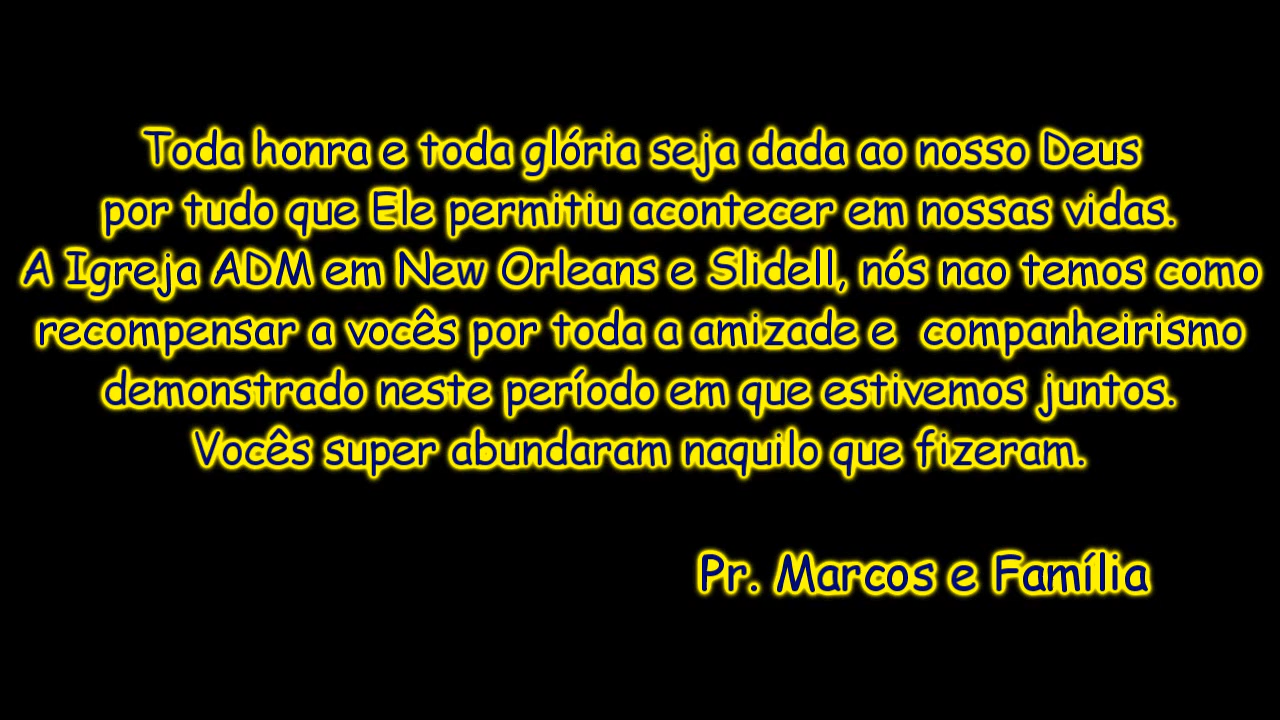 Toda honra e toda glória seja dada ao nosso Deus
por tudo que Ele permitiu acontecer em nossas vidas.
A Igreja ADM em New Orleans e Slidell, nós nao temos como
recompensar a vocês por toda a amizade e  companheirismo
demonstrado neste período em que estivemos juntos.
Vocês super abundaram naquilo que fizeram.
Pr. Marcos e Família